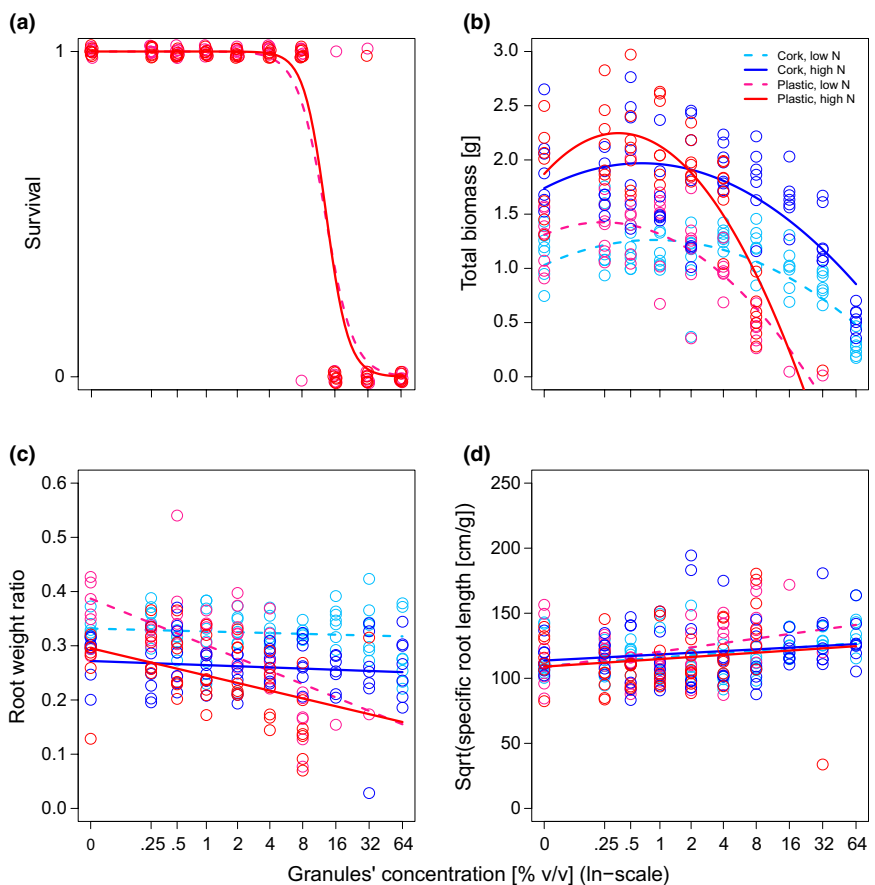 (a)
Survival
1
1
0
(b)
Total biomass [g]
3.0
2.5
2.0
1.5
1.0
0.5
0.0
Cork, low N
Cork, high N
Plastic, low N
Plastic, high N
(c)
Root weight ratio
0.6
0.5
0.4
0.3
0.2
0.1
0.0
0 .25 .5 1 2 4 8 16 32 64
(d)
Sqrt(specific root length [cm/g])
250
200
150
100
50
0
0 .25 .5 1 2 4 8 16 32 64
Granules' concentration [% v/v] (ln−scale)